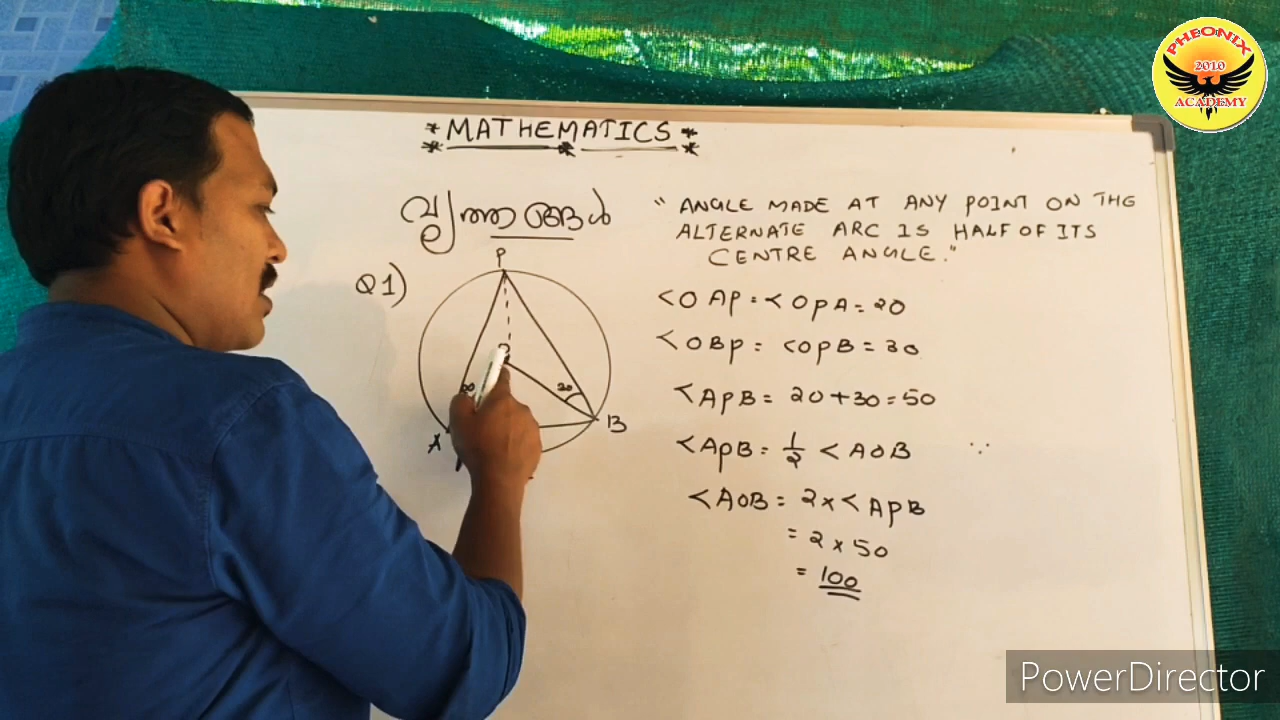 PHEONIX
2010
ACADEMY
*MATHEMATICS*
വൃത്തങ്ങൾ
Q1)
P
A
B
20
"ANGLE MADE AT ANY POINT ON THE
ALTERNATE ARC IS HALF OF ITS
CENTRE ANGLE."
<OAP = <OPA = 20
<OBP = <OPB = 30
<APB = 20+30=50
<APB = 1/2 <AOB ∵
<AOB = 2×<APB
= 2×50
= 100
PowerDirector